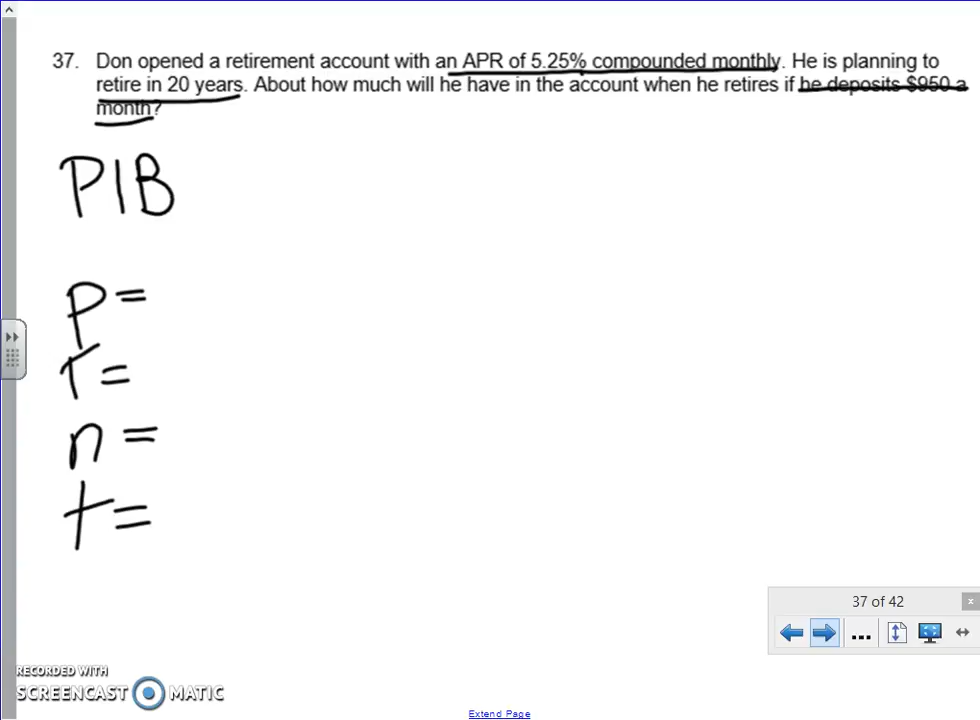 37. Don opened a retirement account with an APR of 5.25% compounded monthly. He is planning to
retire in 20 years. About how much will he have in the account when he retires if he deposits $950 a
month?
PIB
P=
r=
n=
t=
37 of 42
x
...
RECORDED WITH
SCREENCAST MATIC
Extend Page